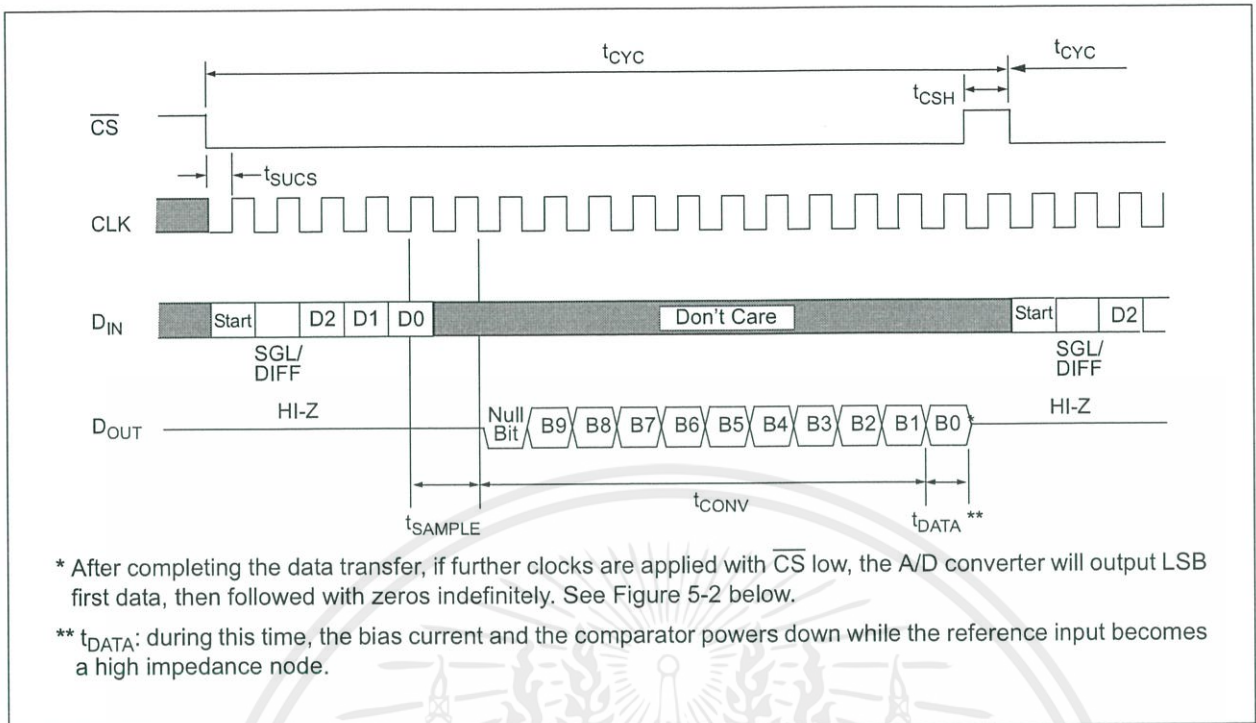 tCYC
tCYC
tCSH
CS
tSUCS
CLK
DIN
Start
D2
D1
D0
Don't Care
Start
D2
SGL/
DIFF
SGL/
DIFF
HI-Z
HI-Z
DOUT
Null
Bit
B9
B8
B7
B6
B5
B4
B3
B2
B1
B0
*
tSAMPLE
tCONV
tDATA **
* After completing the data transfer, if further clocks are applied with CS low, the A/D converter will output LSB
first data, then followed with zeros indefinitely. See Figure 5-2 below.
** tDATA: during this time, the bias current and the comparator powers down while the reference input becomes
a high impedance node.